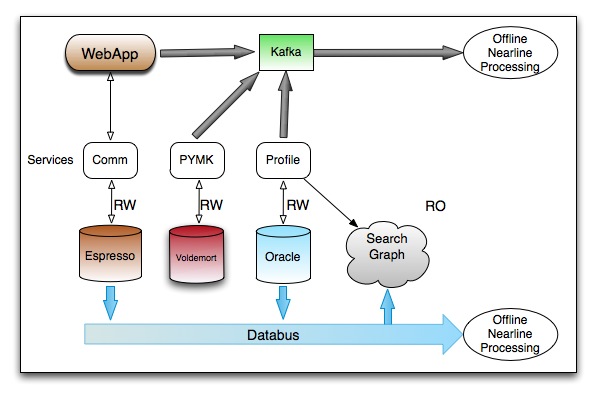 WebApp
Kafka
Offline
Nearline
Processing
Services
Comm
PYMK
Profile
RW
RW
RW
RO
Espresso
Voldemort
Oracle
Search
Graph
Databus
Offline
Nearline
Processing